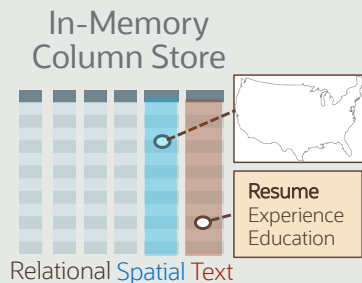 In-Memory
Column Store
Resume
Experience
Education
Relational Spatial Text